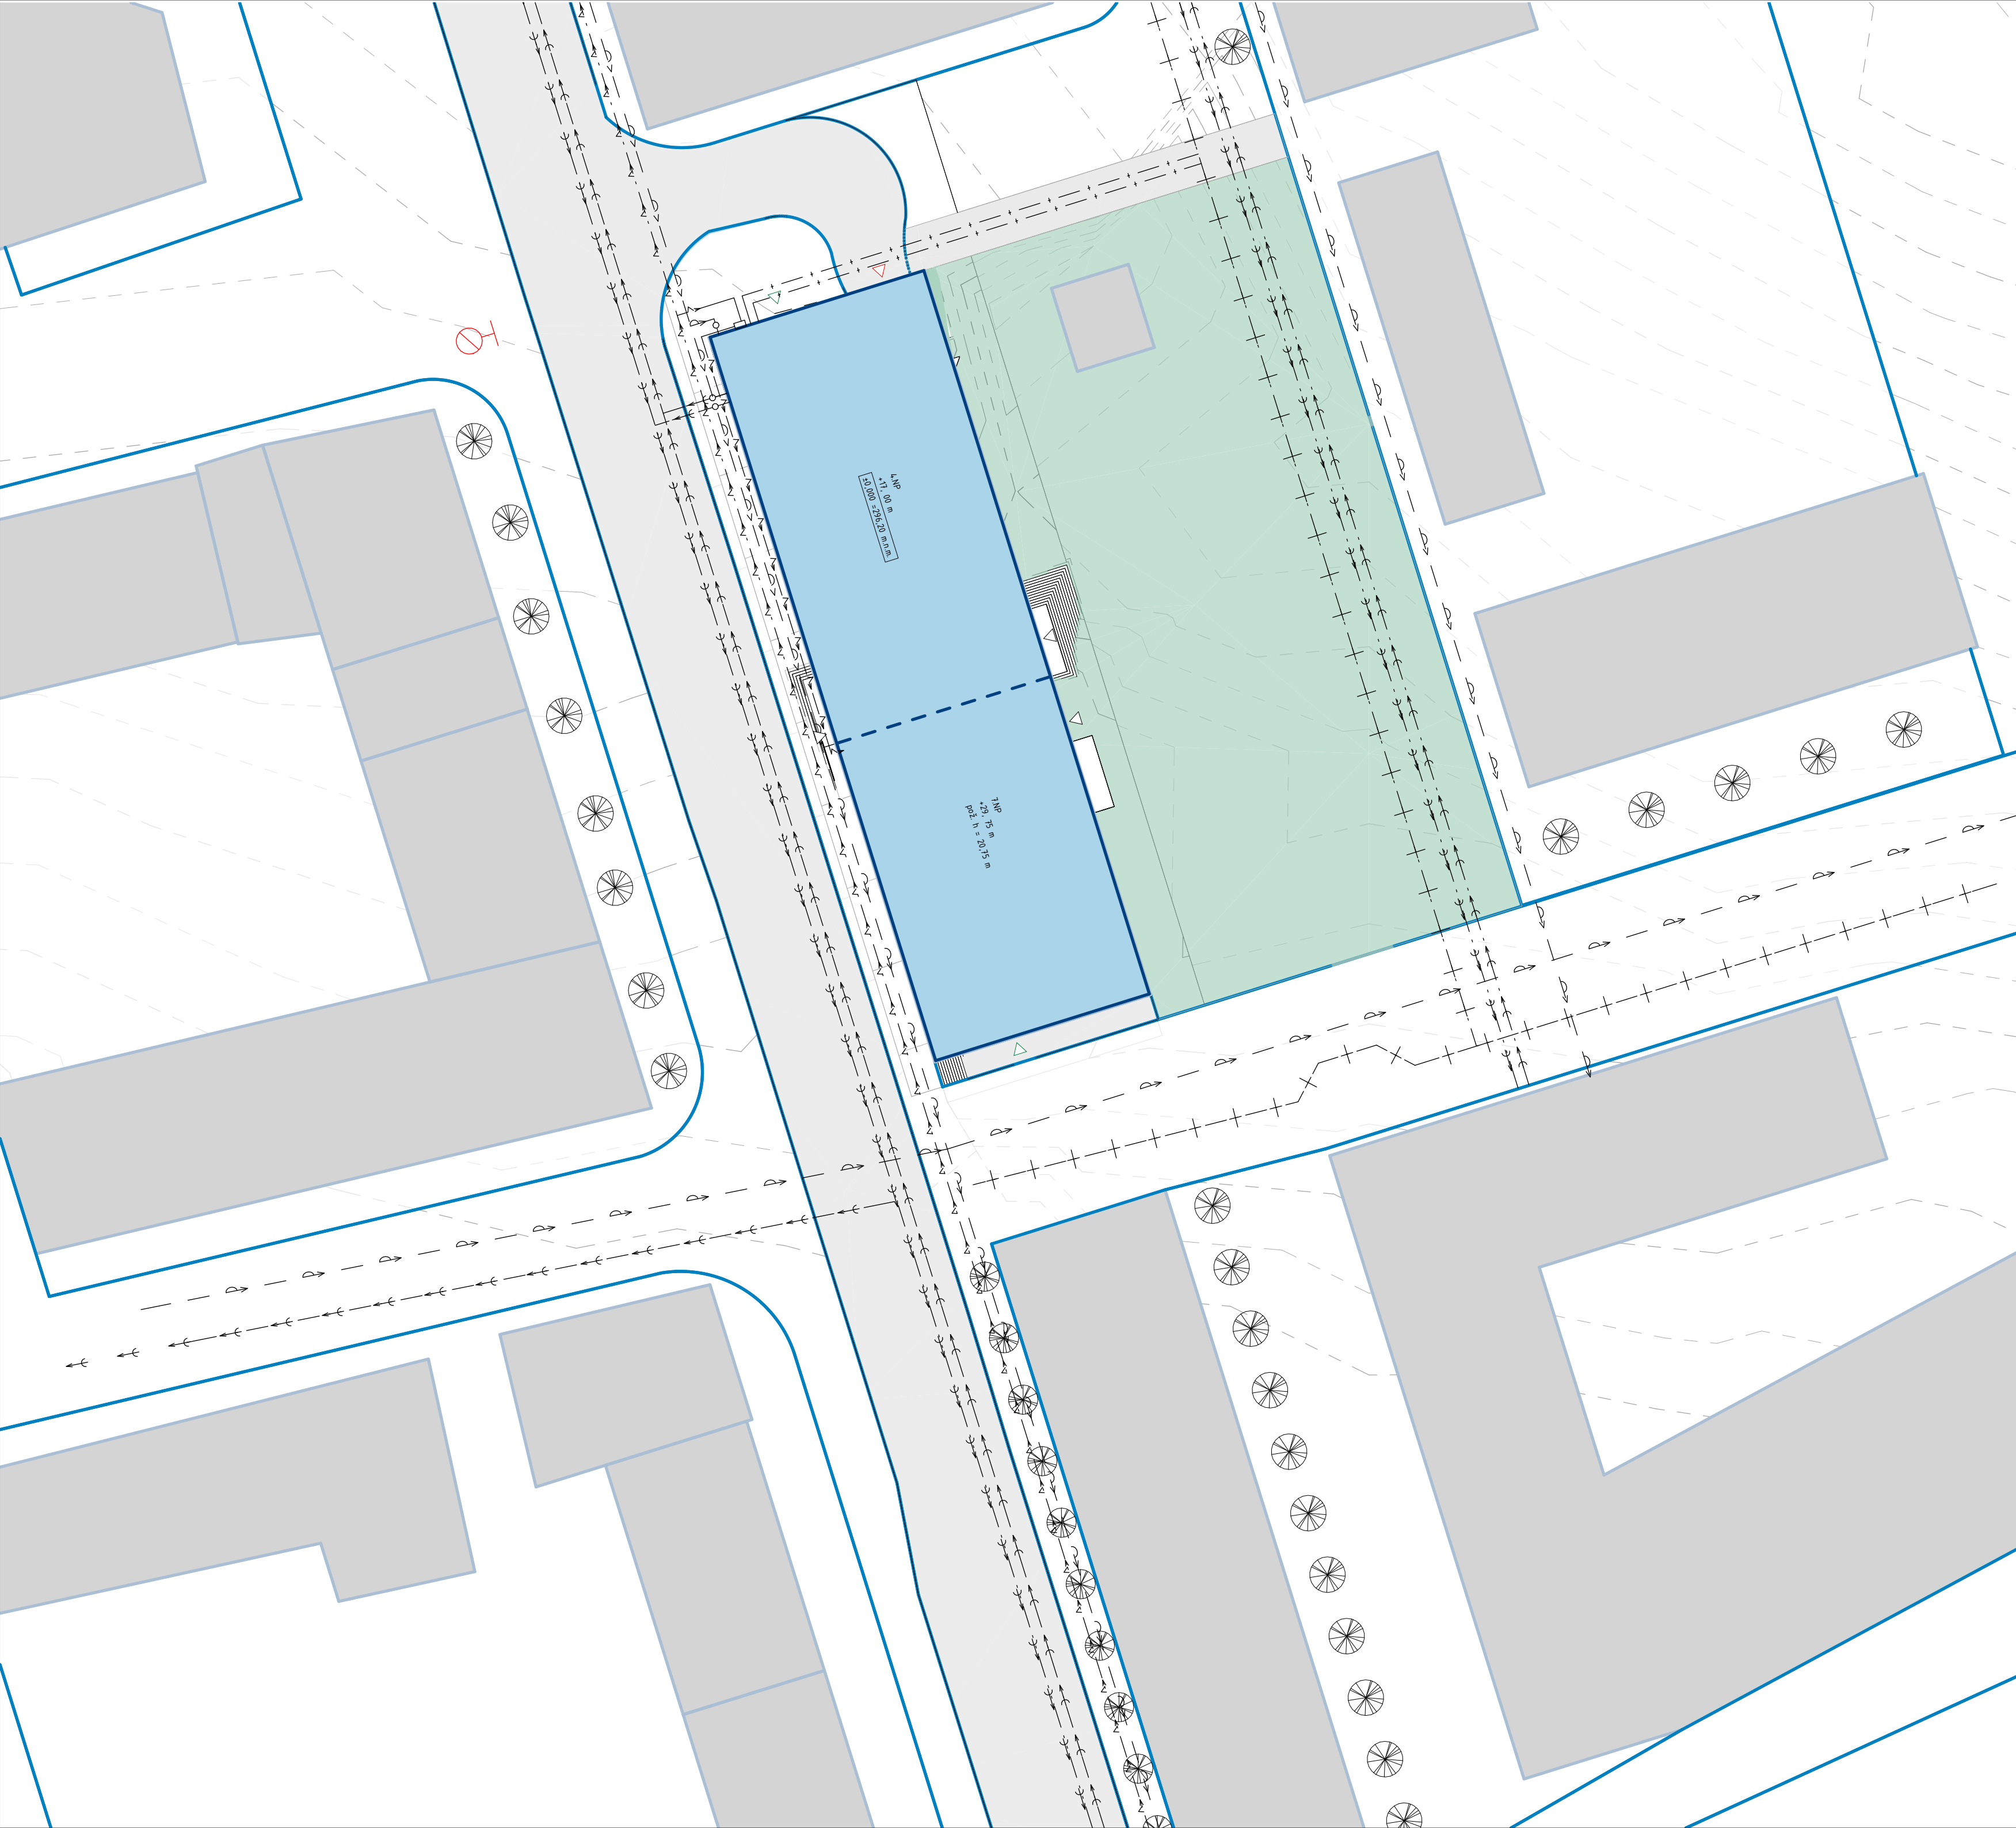 4.NP
+17, 00 m
±0,000 =296,20 m.n.m.
7.NP
+29, 75 m
pož. h = 20,75 m